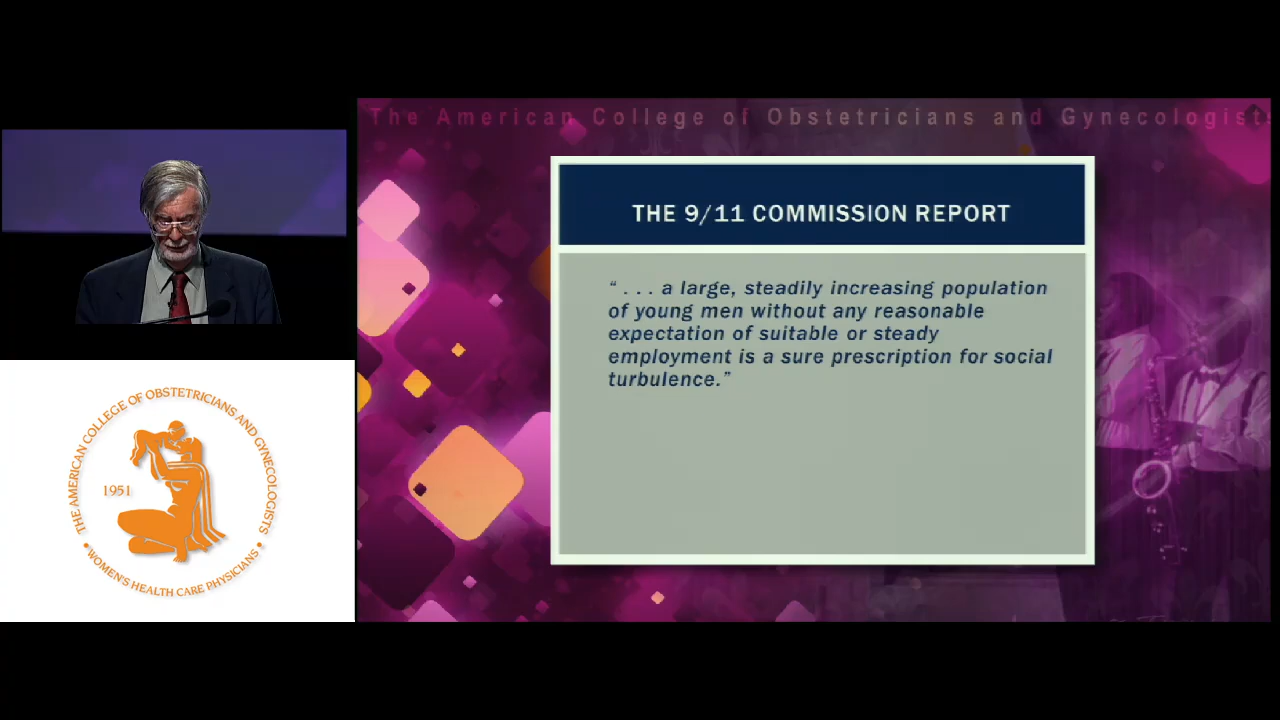 The American College of Obstetricians and Gynecologists
THE 9/11 COMMISSION REPORT
“ . . . a large, steadily increasing population
of young men without any reasonable
expectation of suitable or steady
employment is a sure prescription for social
turbulence.”
THE AMERICAN COLLEGE OF OBSTETRICIANS AND GYNECOLOGISTS
1951
• WOMEN'S HEALTH CARE PHYSICIANS •